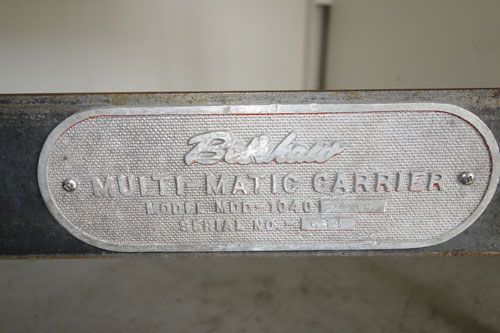 Belshaw
MULTI-MATIC CARRIER
MODEL MDD-1040
SERIAL NO.